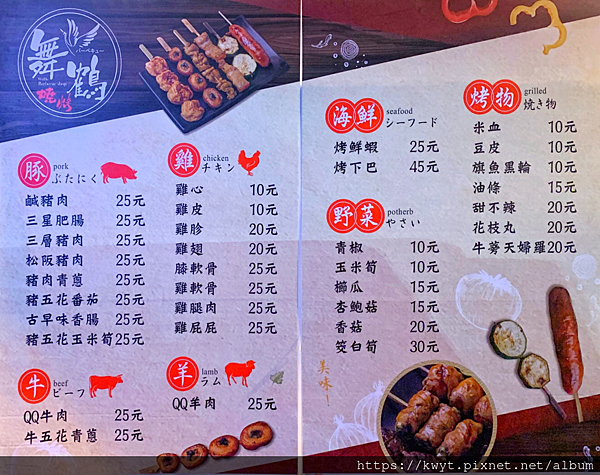 舞鶴
バーベキュー
燒烤
豚 pork ぶたにく
鹹豬肉 25元
三星肥腸 25元
三層豬肉 25元
松阪豬肉 25元
豬肉青蔥 25元
豬五花番茄 25元
古早味香腸 25元
豬五花玉米筍 25元
牛 beef ビーフ
QQ牛肉 25元
牛五花青蔥 25元
雞 chicken チキン
雞心 10元
雞皮 10元
雞胗 20元
雞翅 20元
膝軟骨 25元
雞軟骨 25元
雞腿肉 25元
雞屁屁 25元
羊 lamb ラム
QQ羊肉 25元
海鮮 seafood シーフード
烤鮮蝦 25元
烤下巴 45元
野菜 potherb やさい
青椒 10元
玉米筍 10元
櫛瓜 15元
杏鮑菇 15元
香菇 20元
筊白筍 30元
烤物 grilled 焼き物
米血 10元
豆皮 10元
旗魚黑輪 10元
油條 15元
甜不辣 20元
花枝丸 20元
牛蒡天婦羅 20元
美味
https://kwyt.pixnet.net/album